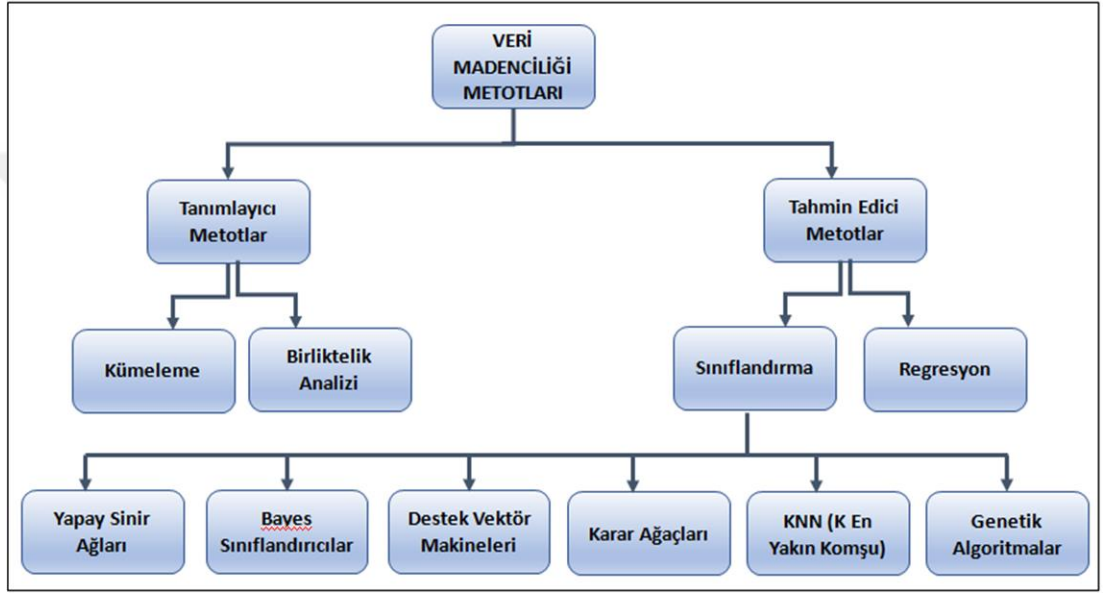 VERİ
MADENCİLİĞİ
METOTLARI
Tanımlayıcı
Metotlar
Tahmin Edici
Metotlar
Kümeleme
Birliktelik
Analizi
Sınıflandırma
Regresyon
Yapay Sinir
Ağları
Bayes
Sınıflandırıcılar
Destek Vektör
Makineleri
Karar Ağaçları
KNN (K En
Yakın Komşu)
Genetik
Algoritmalar